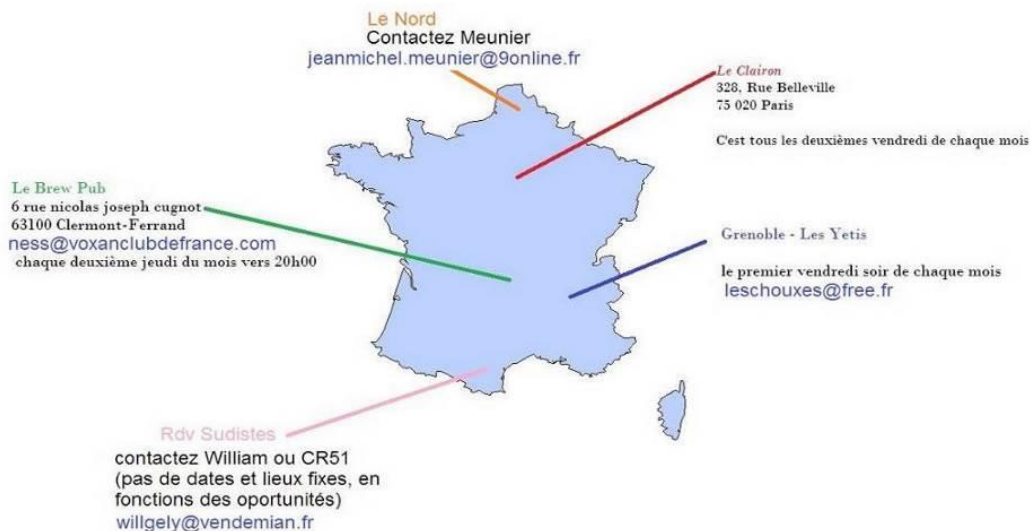 Le Nord
Contactez Meunier
jeanmichel.meunier@9online.fr
Le Clairon
328, Rue Belleville
75 020 Paris
C'est tous les deuxièmes vendredi de chaque mois
Le Brew Pub
6 rue nicolas joseph cugnot
63100 Clermont-Ferrand
ness@voxanclubdefrance.com
chaque deuxième jeudi du mois vers 20h00
Grenoble - Les Yetis
le premier vendredi soir de chaque mois
leschouxes@free.fr
Rdv Sudistes
contactez William ou CR51
(pas de dates et lieux fixes, en
fonctions des oportunités)
willgely@vendemian.fr